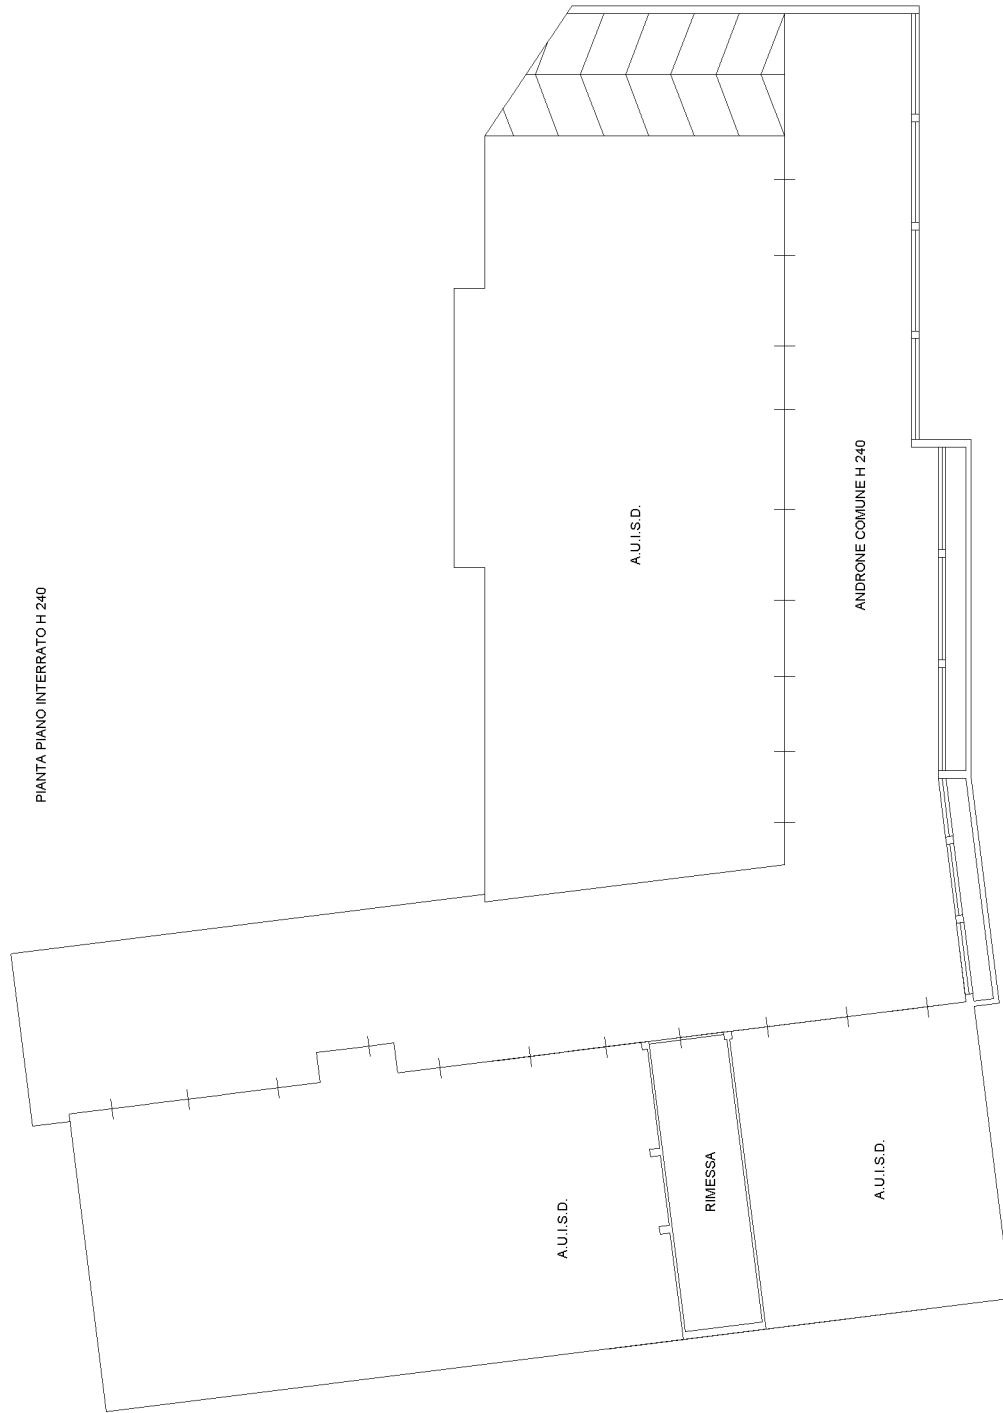 PIANTA PIANO INTERRATO H 240
A.U.I.S.D.
ANDRONE COMUNE H 240
A.U.I.S.D.
RIMESSA
A.U.I.S.D.